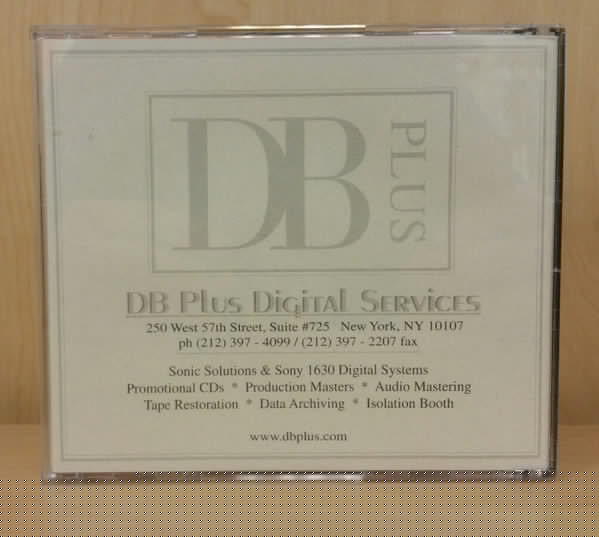 DB PLUS
DB Plus Digital Services
250 West 57th Street, Suite #725 New York, NY 10107
ph (212) 397 - 4099 / (212) 397 - 2207 fax
Sonic Solutions & Sony 1630 Digital Systems
Promotional CDs * Production Masters * Audio Mastering
Tape Restoration * Data Archiving * Isolation Booth
www.dbplus.com